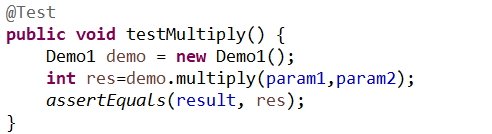 @Test
public void testMultiply() {
    Demo1 demo = new Demo1();
    int res=demo.multiply(param1,param2);
    assertEquals(result, res);
}